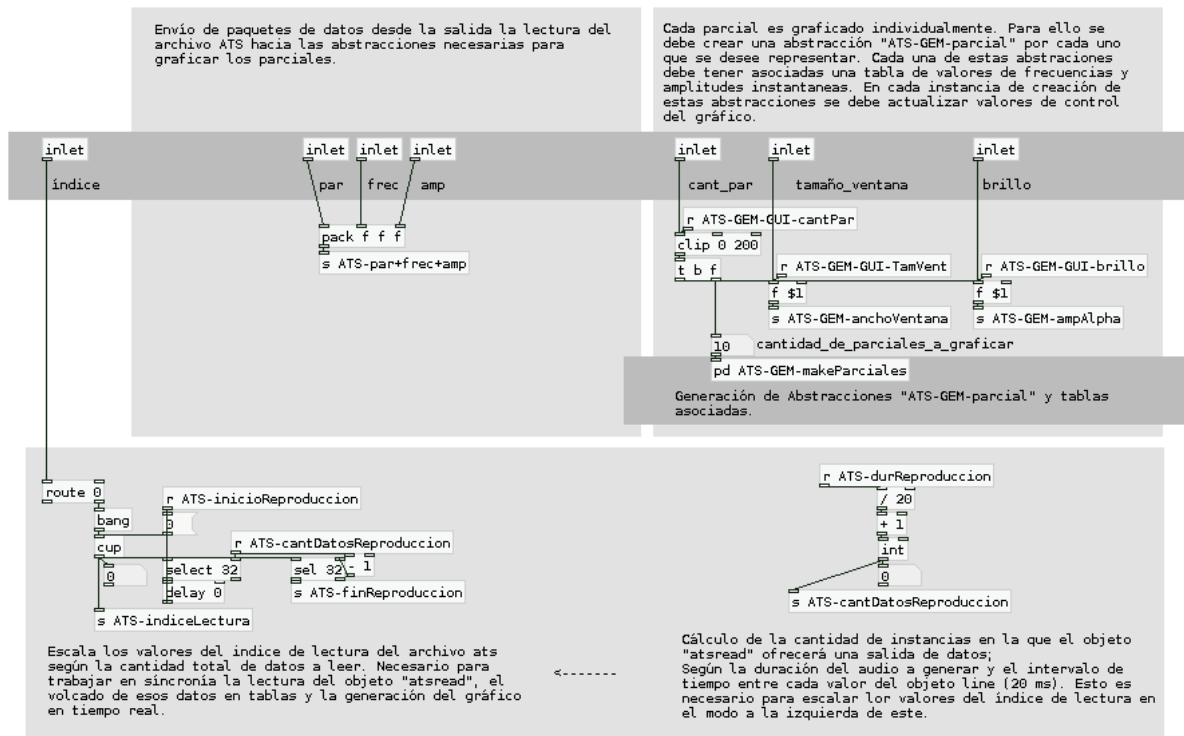 Envío de paquetes de datos desde la salida la lectura del
archivo ATS hacia las abstracciones necesarias para
graficar los parciales.
Cada parcial es graficado individualmente. Para ello se
debe crear una abstracción "ATS-GEM-parcial" por cada uno
que se desee representar. Cada una de estas abstraciones
debe tener asociadas una tabla de valores de frecuencias y
amplitudes instantaneas. En cada instancia de creación de
estas abstracciones se debe actualizar valores de control
del gráfico.
inlet
inlet
inlet
inlet
inlet
inlet
inlet
índice
par
frec
amp
cant_par
tamaño_ventana
brillo
pack f f f
s ATS-par+frec+amp
r ATS-GEM-GUI-cantPar
clip 0 200
t b f
r ATS-GEM-GUI-TamVent
r ATS-GEM-GUI-brillo
f $1
f $1
s ATS-GEM-anchoVentana
s ATS-GEM-ampAlpha
10
cantidad_de_parciales_a_graficar
pd ATS-GEM-makeParciales
Generación de Abstracciones "ATS-GEM-parcial" y tablas
asociadas.
route 0
r ATS-inicioReproduccion
bang
0
cup
r ATS-cantDatosReproduccion
0
select 32
sel 32
- 1
delay 0
s ATS-finReproduccion
s ATS-indiceLectura
r ATS-durReproduccion
/ 20
+ 1
int
0
s ATS-cantDatosReproduccion
Escala los valores del indice de lectura del archivo ats
según la cantidad total de datos a leer. Necesario para
trabajar en síncronía la lectura del objeto "atsread", el
volcado de esos datos en tablas y la generación del gráfico
en tiempo real.
<-------
Cálculo de la cantidad de instancias en la que el objeto
"atsread" ofrecerá una salida de datos;
Según la duración del audio a generar y el intervalo de
tiempo entre cada valor del objeto line (20 ms). Esto es
necesario para escalar lor valores del índice de lectura en
el modo a la izquierda de este.